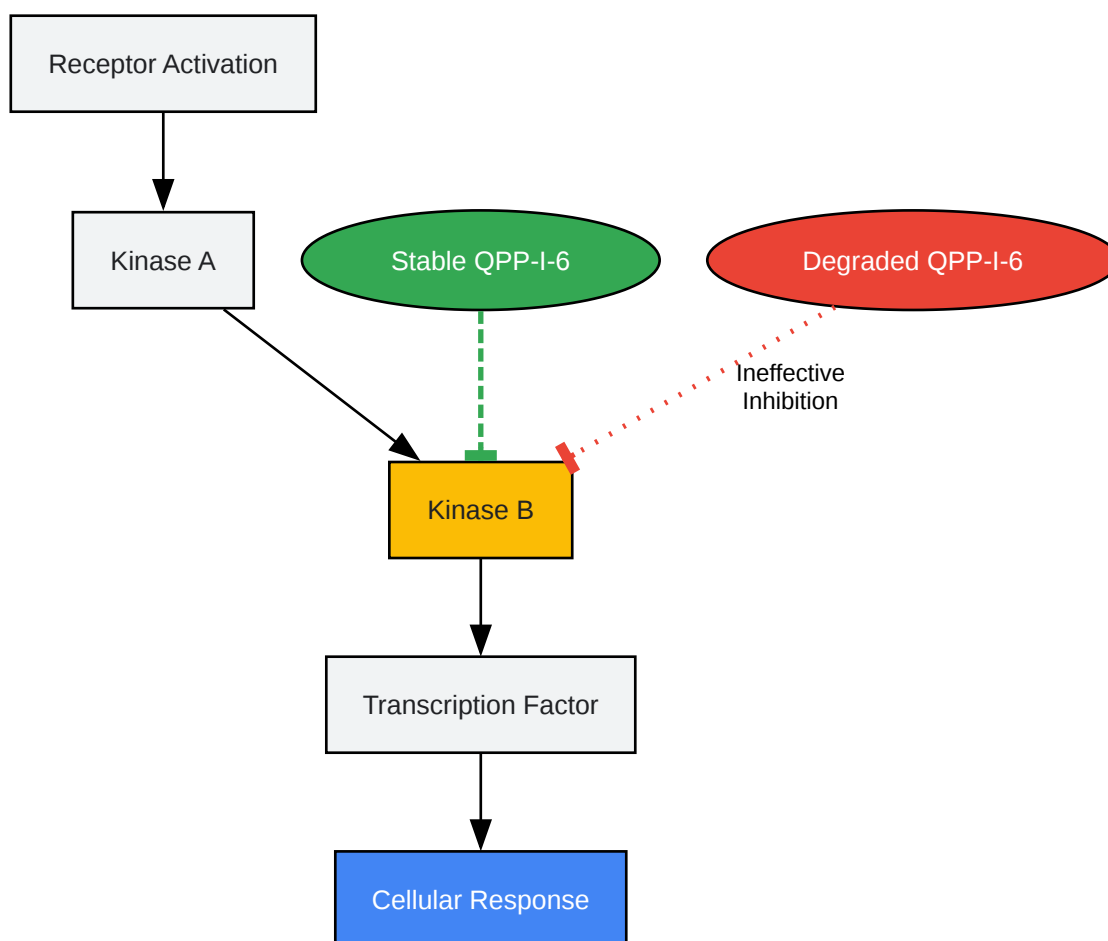 Receptor Activation
Kinase A
Stable QPP-I-6
Degraded QPP-I-6
Ineffective
Inhibition
Kinase B
Transcription Factor
Cellular Response